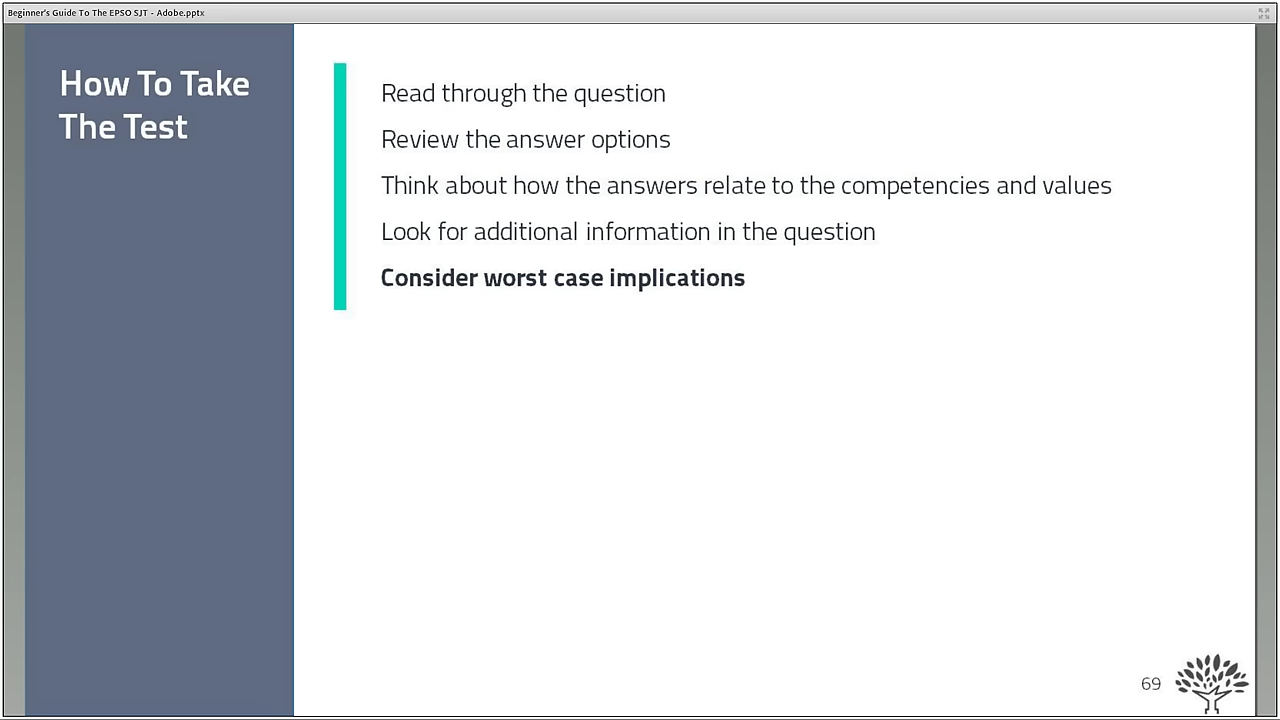 Beginner's Guide To The EPSO SJT - Adobe.pptx
How To Take
The Test
Read through the question
Review the answer options
Think about how the answers relate to the competencies and values
Look for additional information in the question
Consider worst case implications
69